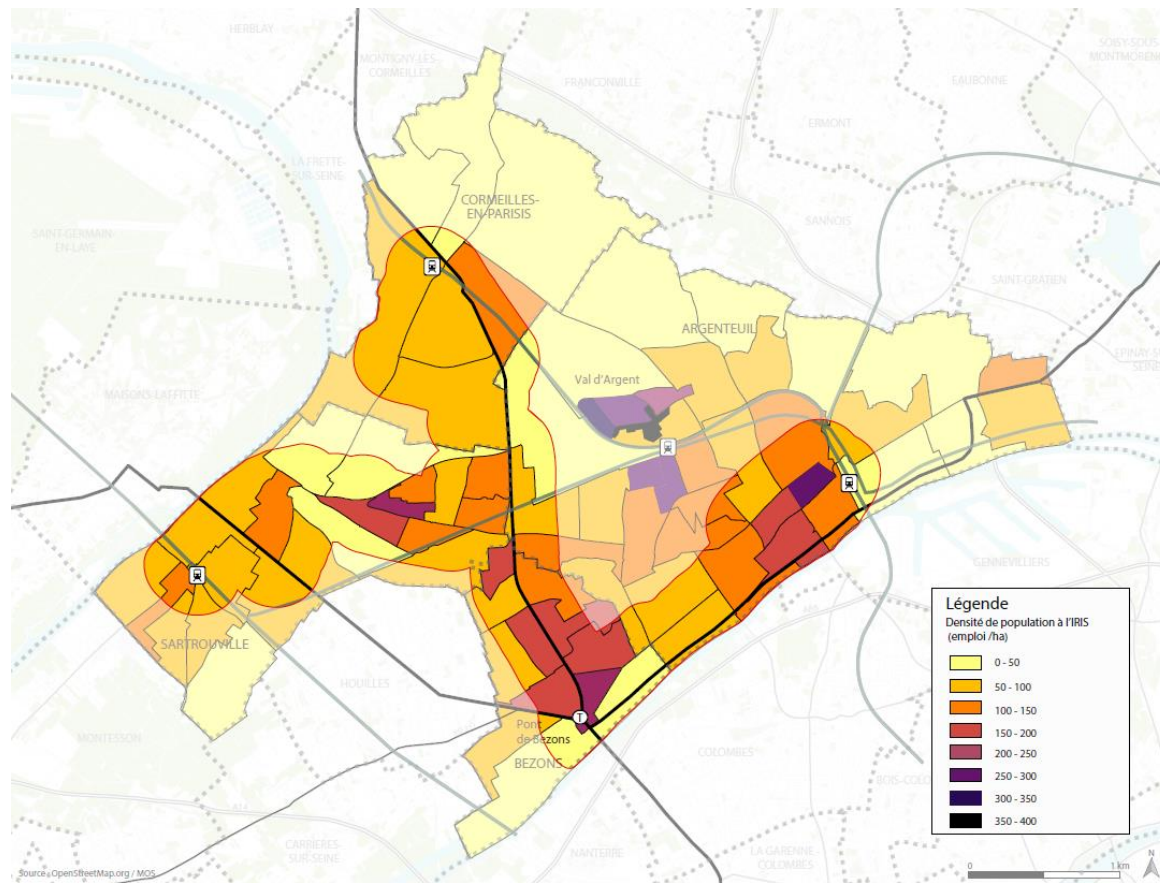 HERBLAY
MONTIGNY-LES-
CORMEILLES
FRANCONVILLE
SOISY-SOUS-
MONTMOREN
EAUBONNE
ERMONT
LA FRETTE-
SUR-SEINE
CORMEILLES-
EN-PARISIS
SANNOIS
SAINT-GERMAIN-
EN-LAYE
SAINT-GRATIEN
ARGENTEUIL
EPINAY-S
SEINE
Val d'Argent
MAISONS-LAFFITTE
GENNEVILLIERS
A86
SARTROUVILLE
HOUILLES
MONTESSON
T
Pont
de Bezons
BEZONS
COLOMBES
BOIS-COLO
A14
CARRIÈRES-
SUR-SEINE
NANTERRE
LA GARENNE-
COLOMBES
Légende
Densité de population à l'IRIS
(emploi /ha)
0 - 50
50 - 100
100 - 150
150 - 200
200 - 250
250 - 300
300 - 350
350 - 400
0 1 km
N
Source : OpenStreetMap.org / MOS